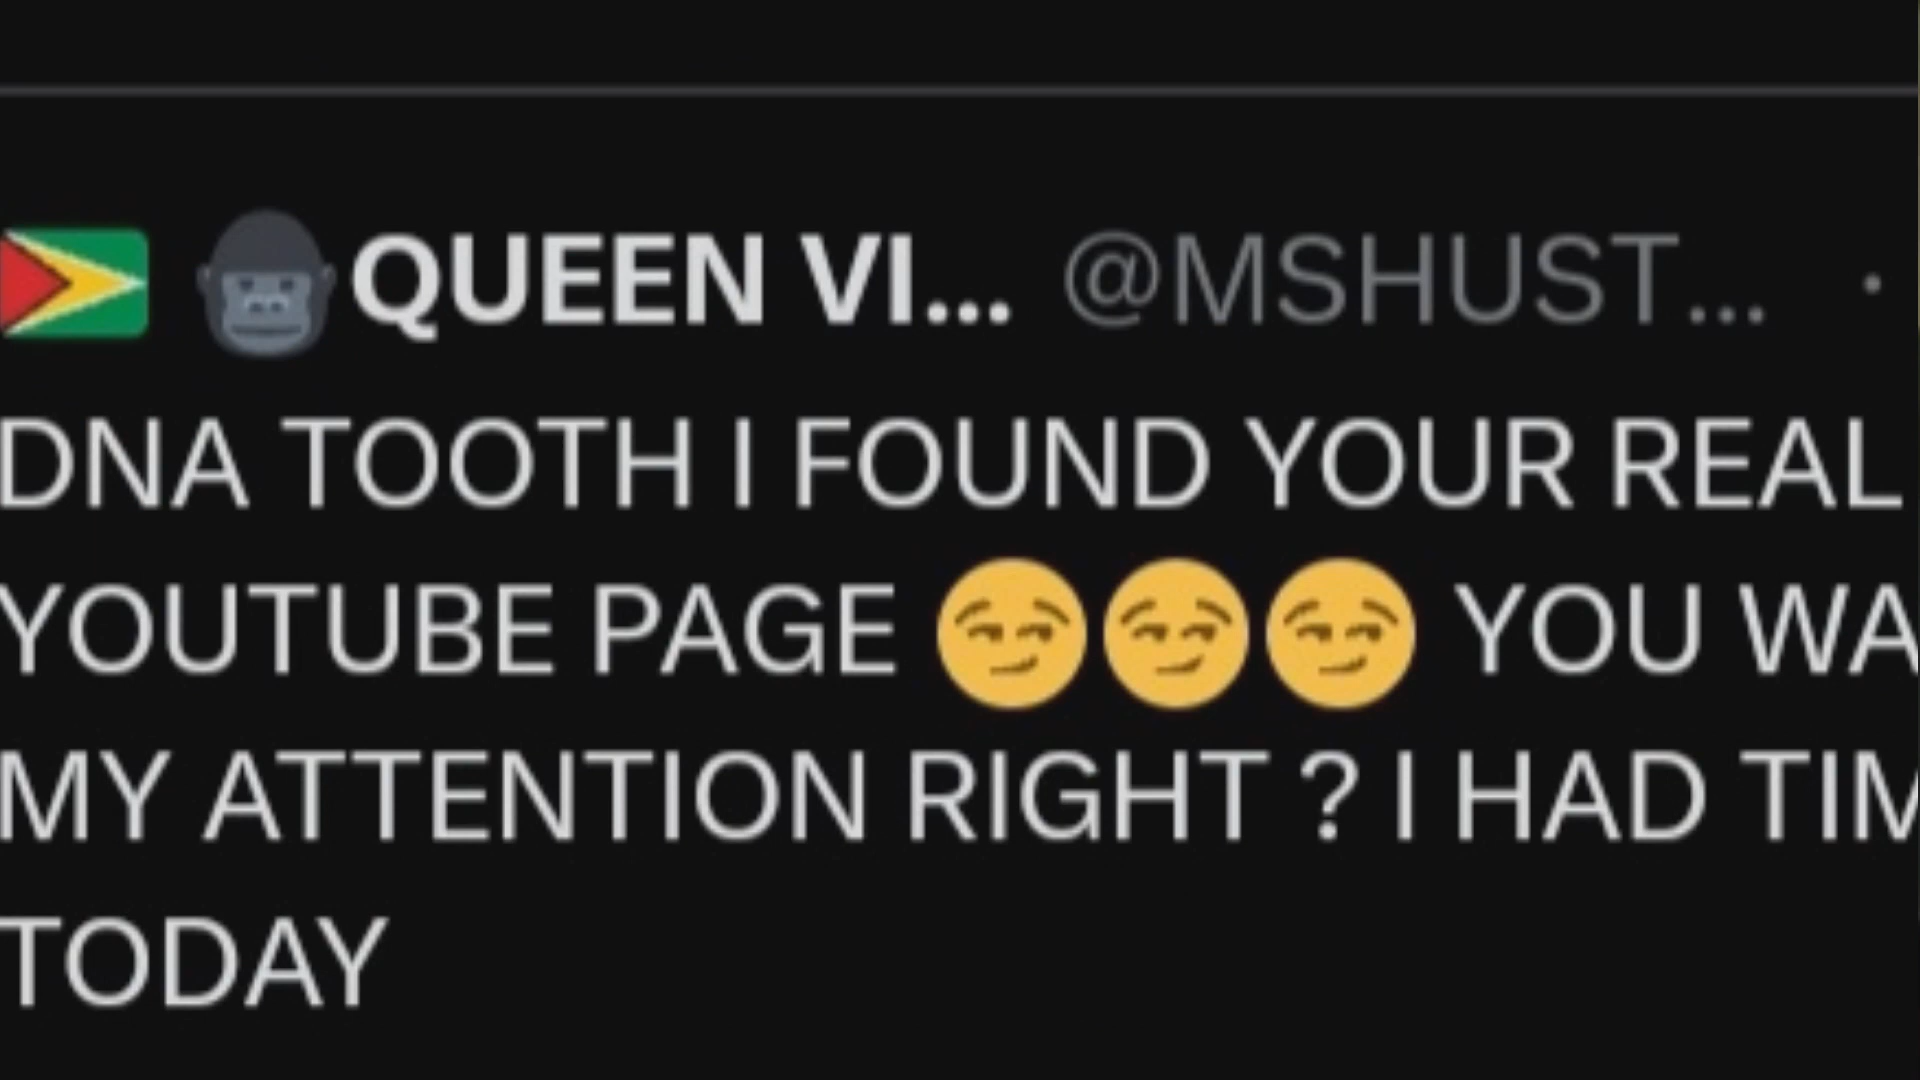 🇬🇾 🦍QUEEN VI... @MSHUST... ·
DNA TOOTH I FOUND YOUR REAL
YOUTUBE PAGE 😏😏😏 YOU WA
MY ATTENTION RIGHT ? I HAD TIM
TODAY